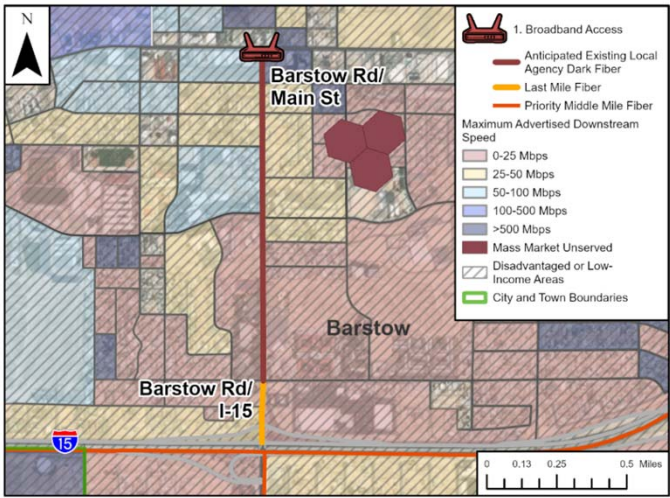 N
Barstow Rd/
Main St
Barstow
Barstow Rd/
I-15
15
1. Broadband Access
Anticipated Existing Local
Agency Dark Fiber
Last Mile Fiber
Priority Middle Mile Fiber
Maximum Advertised Downstream
Speed
0-25 Mbps
25-50 Mbps
50-100 Mbps
100-500 Mbps
>500 Mbps
Mass Market Unserved
Disadvantaged or Low-
Income Areas
City and Town Boundaries
0 0.13 0.25 0.5 Miles